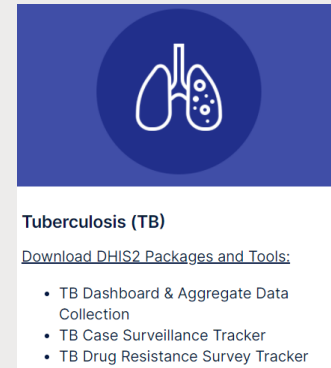 Tuberculosis (TB)
Download DHIS2 Packages and Tools:
• TB Dashboard & Aggregate Data
Collection
• TB Case Surveillance Tracker
• TB Drug Resistance Survey Tracker